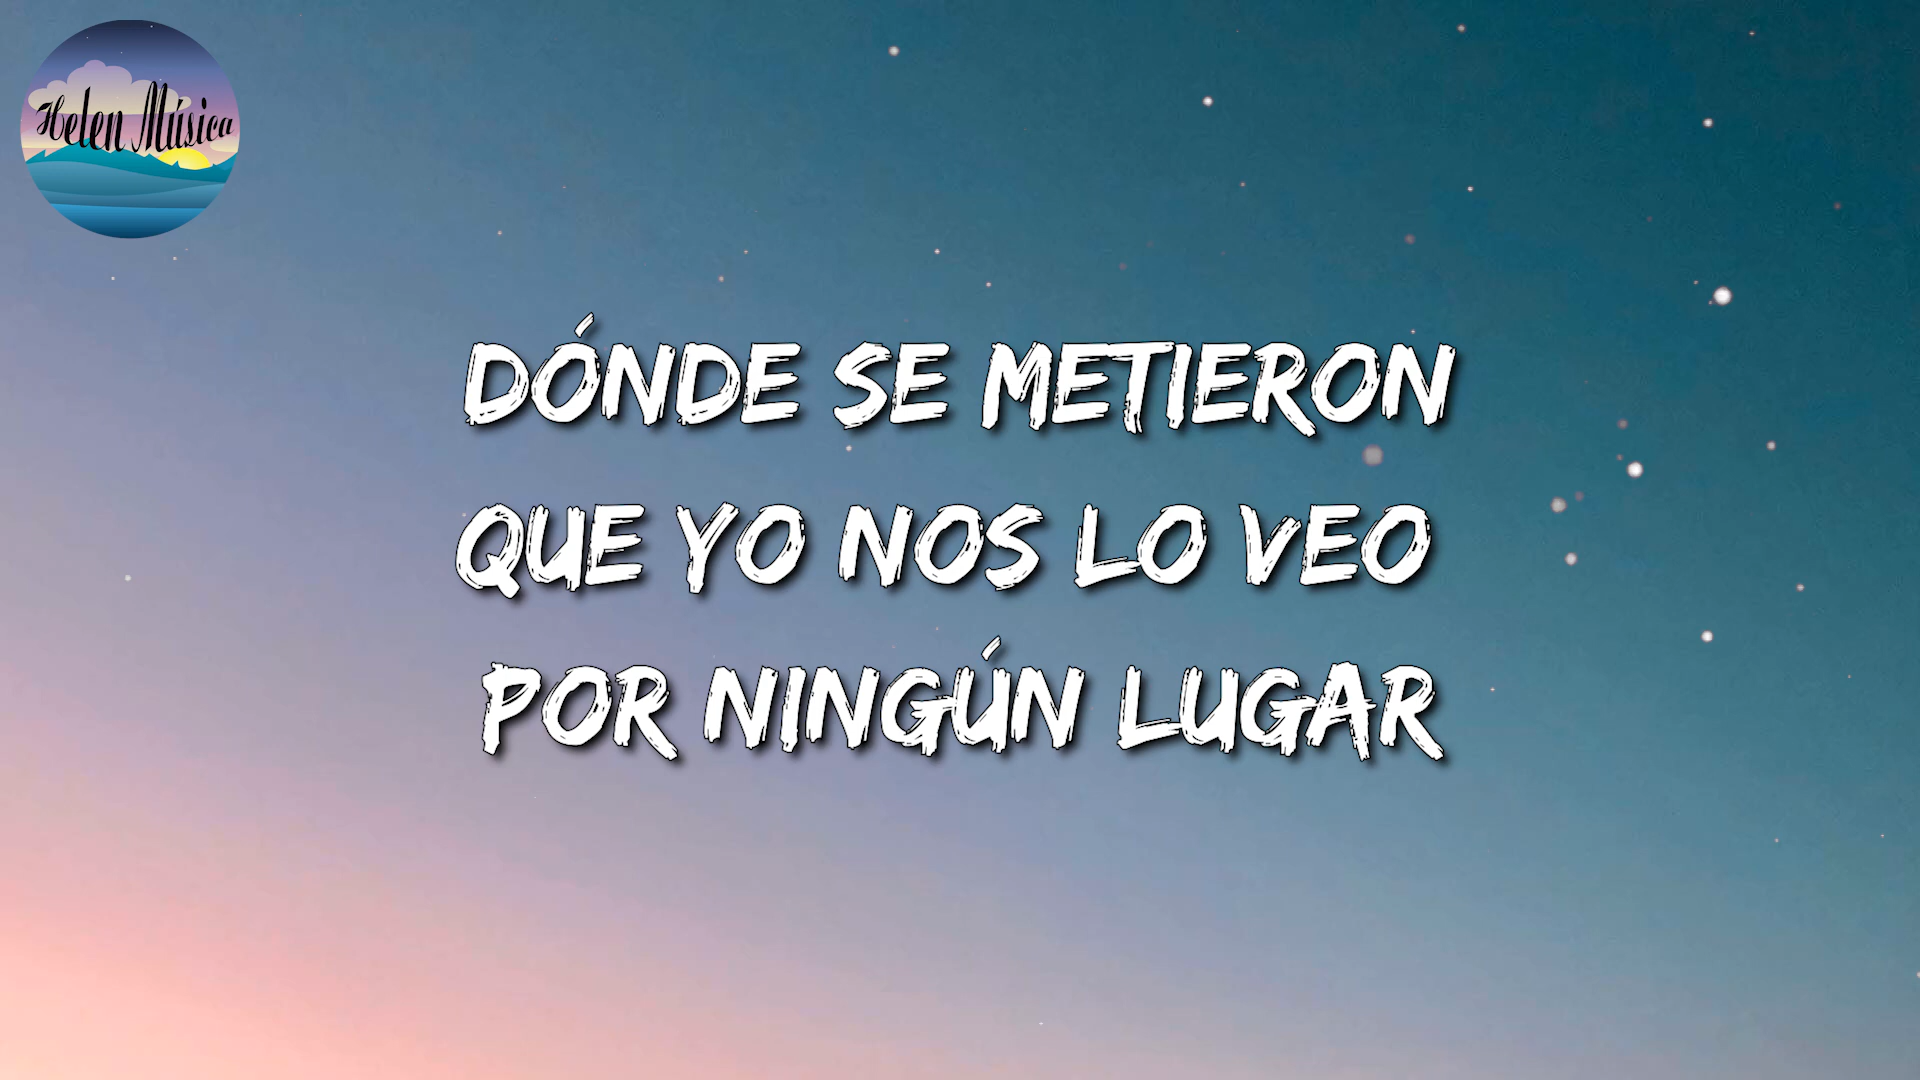 Helen Música
DÓNDE SE METIERON
QUE YO NOS LO VEO
POR NINGÚN LUGAR